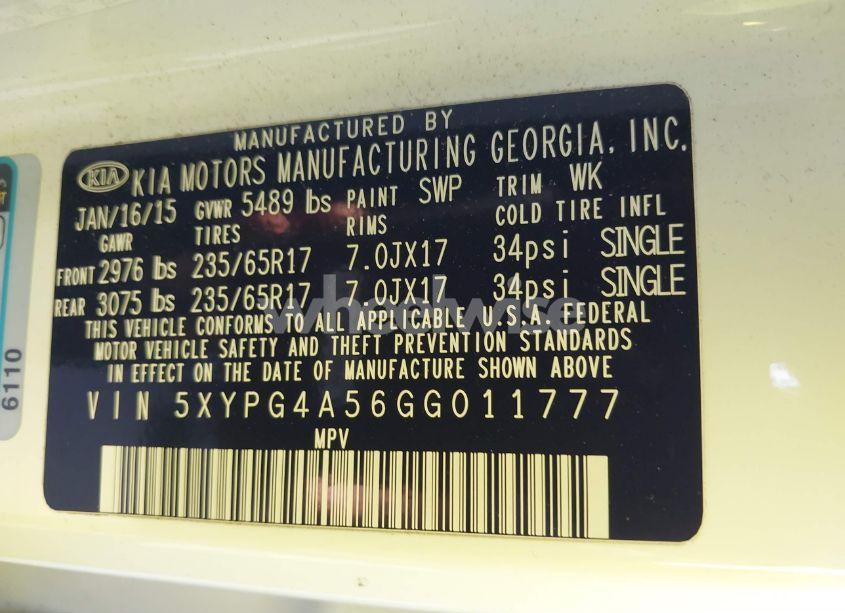 MANUFACTURED BY
KIA KIA MOTORS MANUFACTURING GEORGIA, INC.
JAN/16/15 GVWR 5489 lbs PAINT SWP TRIM WK
GAWR TIRES RIMS COLD TIRE INFL
FRONT 2976 lbs 235/65R17 7.0JX17 34psi SINGLE
REAR 3075 lbs 235/65R17 7.0JX17 34psi SINGLE
THIS VEHICLE CONFORMS TO ALL APPLICABLE U.S.A. FEDERAL
MOTOR VEHICLE SAFETY AND THEFT PREVENTION STANDARDS
IN EFFECT ON THE DATE OF MANUFACTURE SHOWN ABOVE
VIN 5XYPG4A56GG011777
MPV
6110
wheelwise